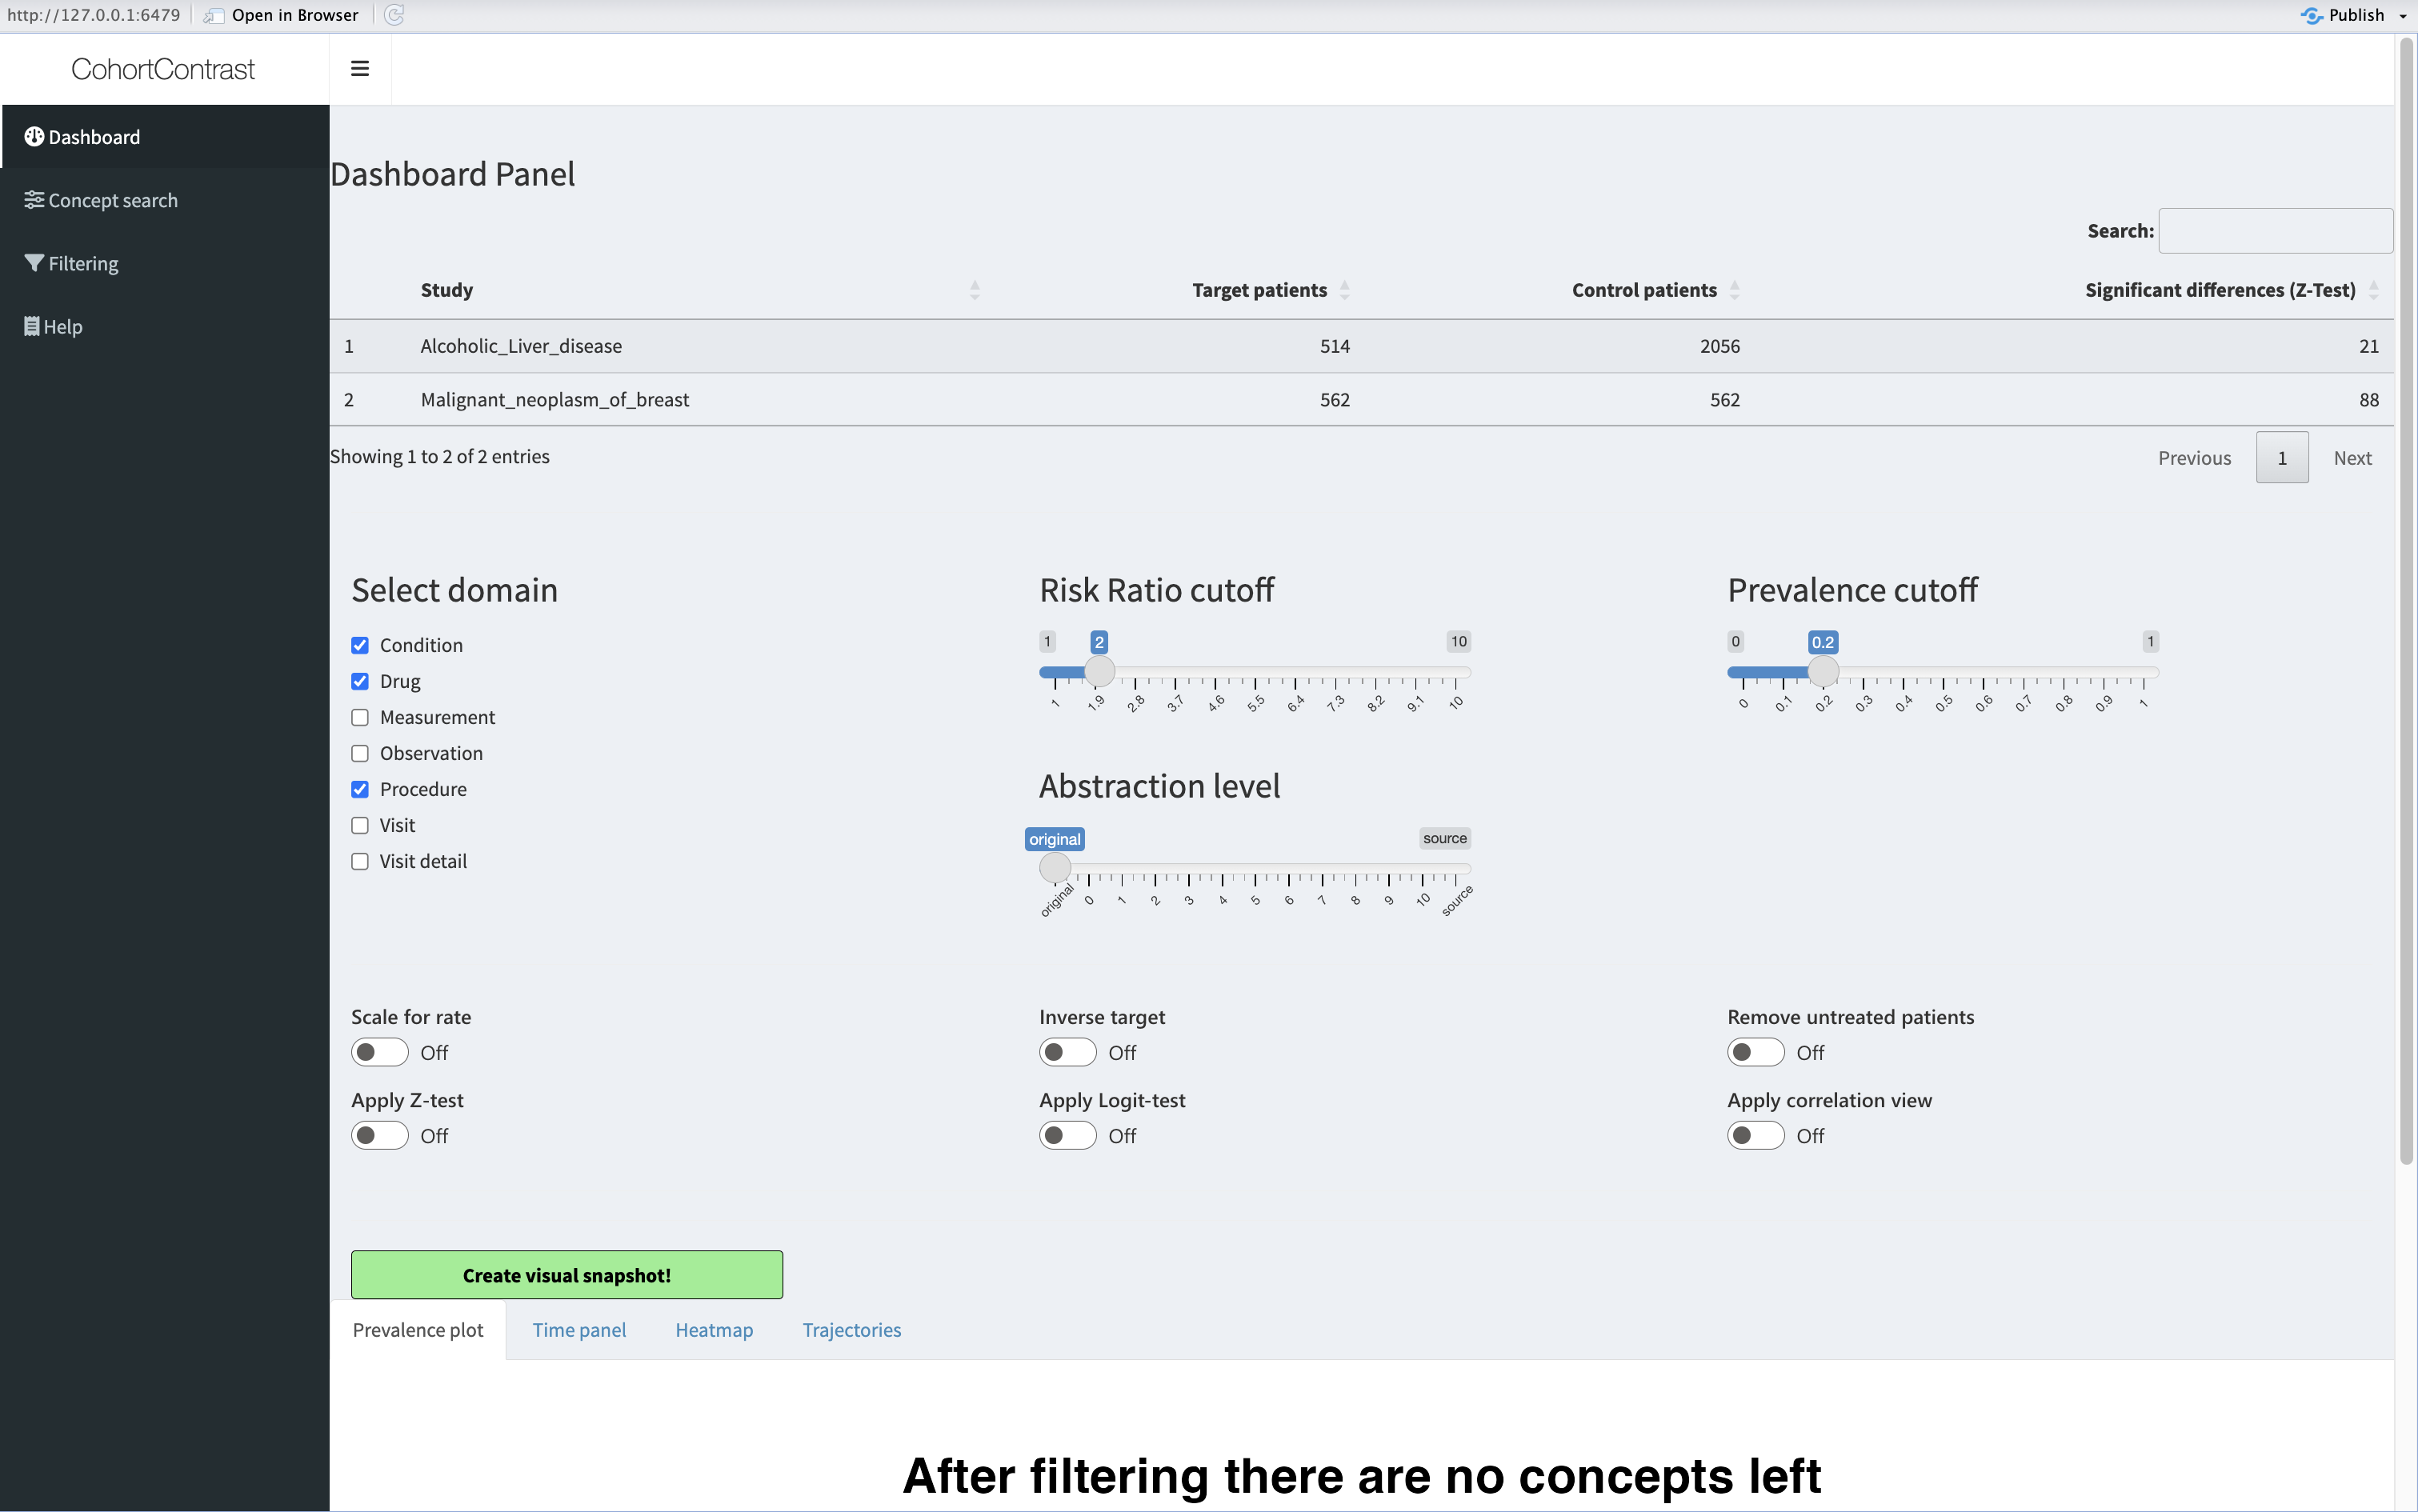 http://127.0.0.1:6479 Open in Browser Publish
CohortContrast
Dashboard
Concept search
Filtering
Help
Dashboard Panel
Search:
Study Target patients Control patients Significant differences (Z-Test)
1 Alcoholic_Liver_disease 514 2056 21
2 Malignant_neoplasm_of_breast 562 562 88
Showing 1 to 2 of 2 entries Previous 1 Next
Select domain
Condition
Drug
Measurement
Observation
Procedure
Visit
Visit detail
Risk Ratio cutoff
1 2 10
1 1.9 2.8 3.7 4.6 5.5 6.4 7.3 8.2 9.1 10
Prevalence cutoff
0 0.2 1
0 0.1 0.2 0.3 0.4 0.5 0.6 0.7 0.8 0.9 1
Abstraction level
original source
original 0 1 2 3 4 5 6 7 8 9 10 source
Scale for rate Inverse target Remove untreated patients
Off Off Off
Apply Z-test Apply Logit-test Apply correlation view
Off Off Off
Create visual snapshot!
Prevalence plot Time panel Heatmap Trajectories
After filtering there are no concepts left